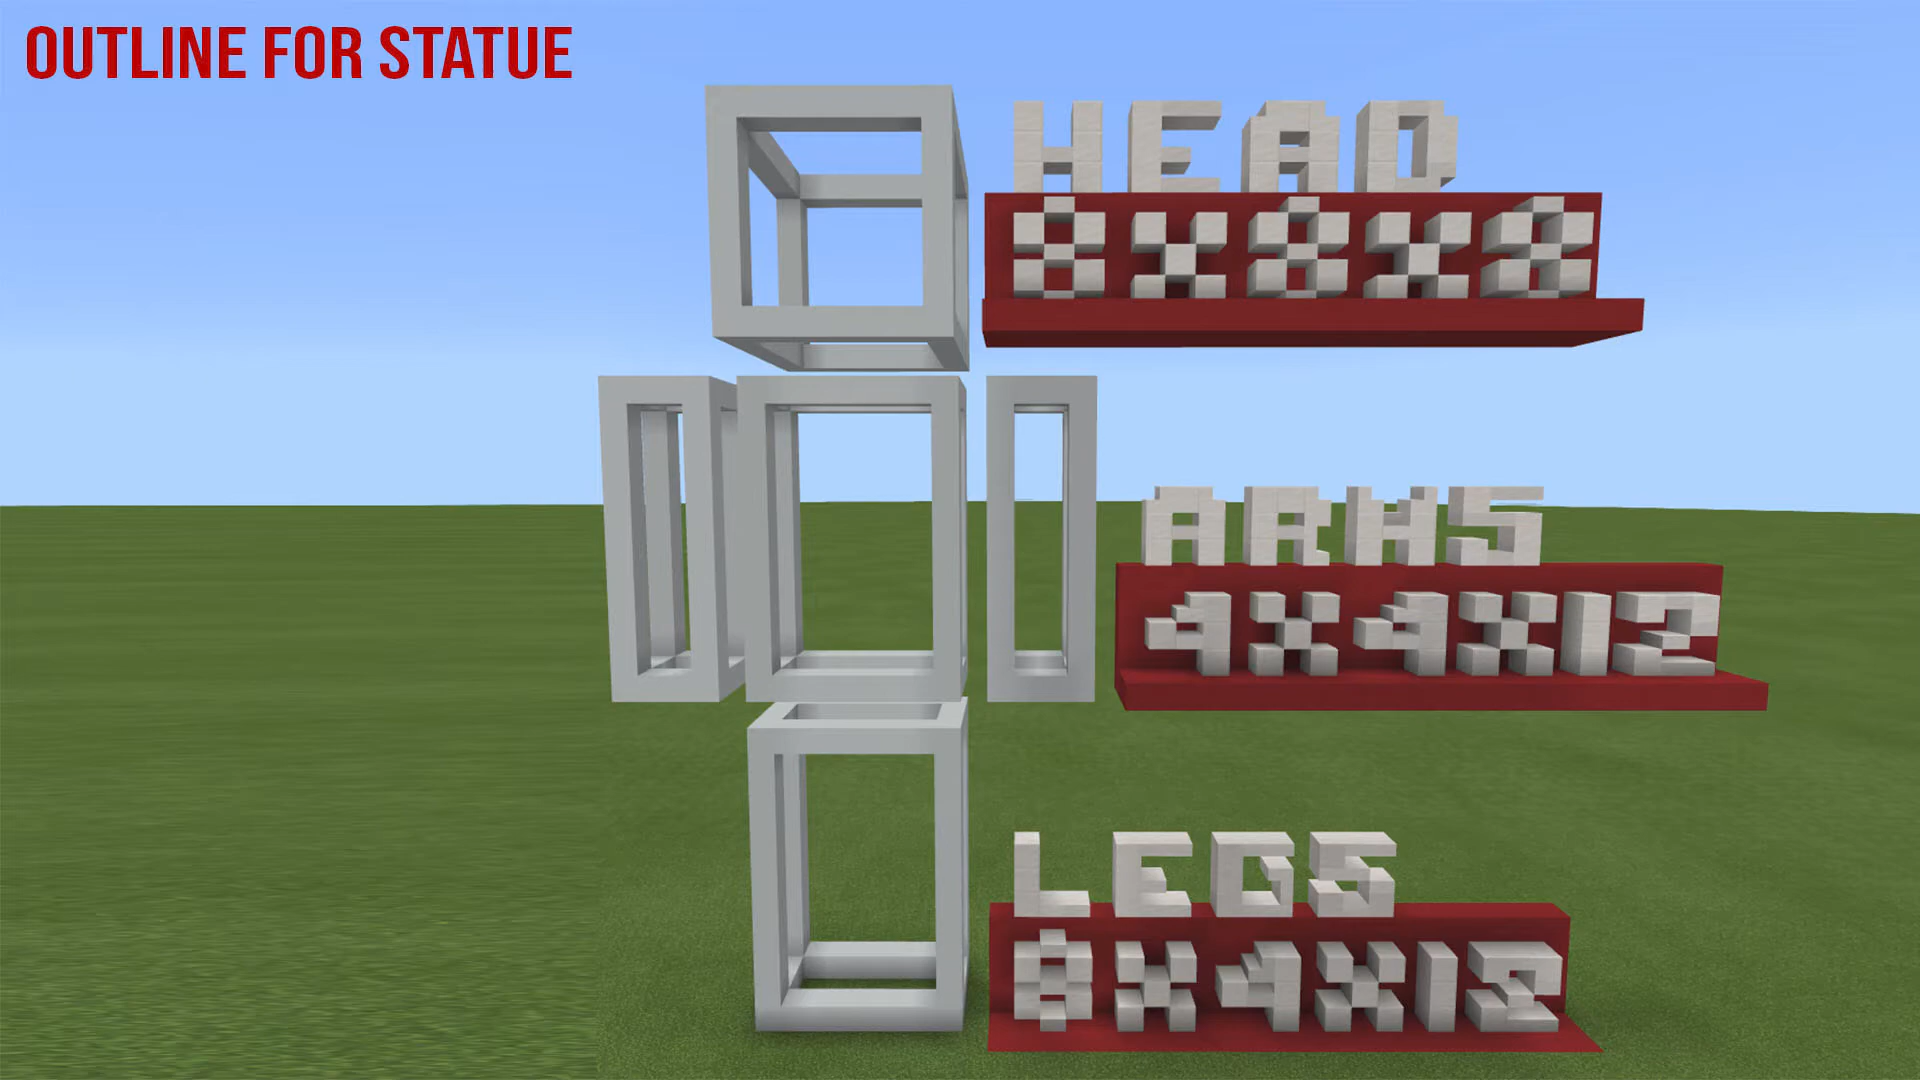 OUTLINE FOR STATUE
HEAD
8x8x8
ARMS
4X4X12
LEGS
8X4X12